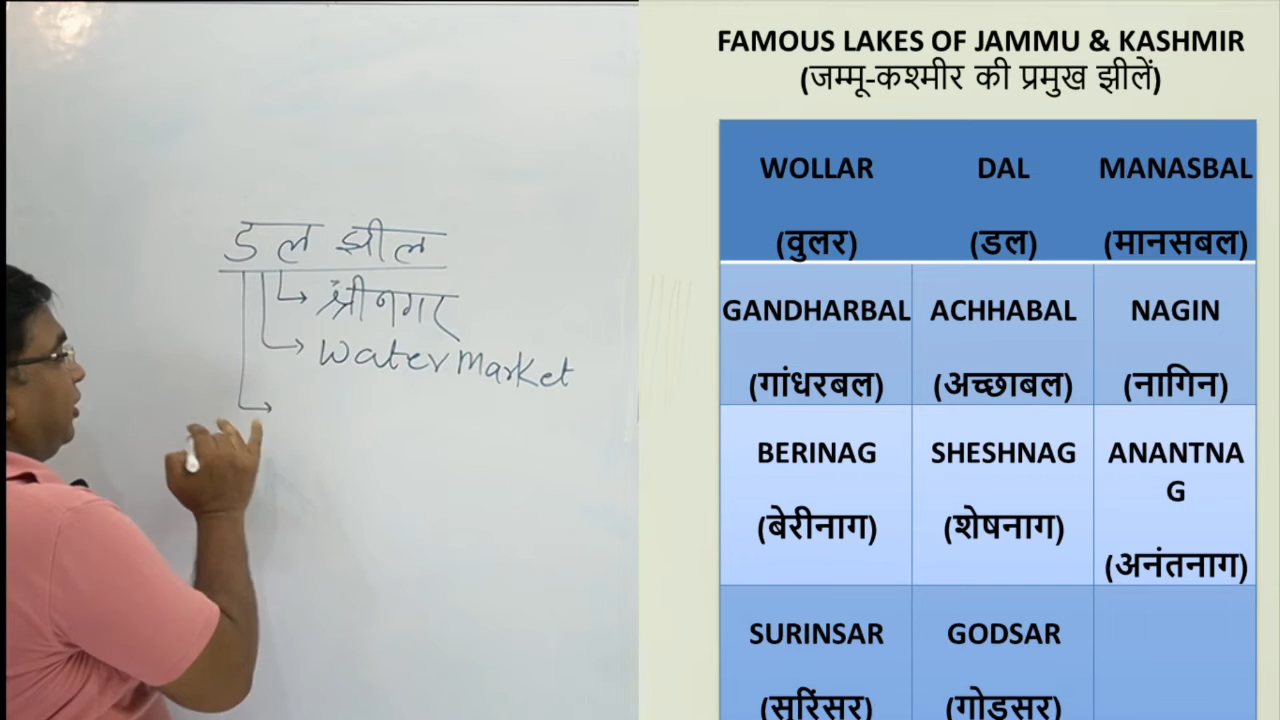 डल झील
श्रीनगर
Water Market
FAMOUS LAKES OF JAMMU & KASHMIR
(जम्मू-कश्मीर की प्रमुख झीलें)
WOLLAR DAL MANASBAL
(वुलर) (डल) (मानसबल)
GANDHARBAL ACHHABAL NAGIN
(गांधरबल) (अच्छाबल) (नागिन)
BERINAG SHESHNAG ANANTNA
G
(बेरीनाग) (शेषनाग)
(अनंतनाग)
SURINSAR GODSAR
(सुरिंसर) (गोडसर)